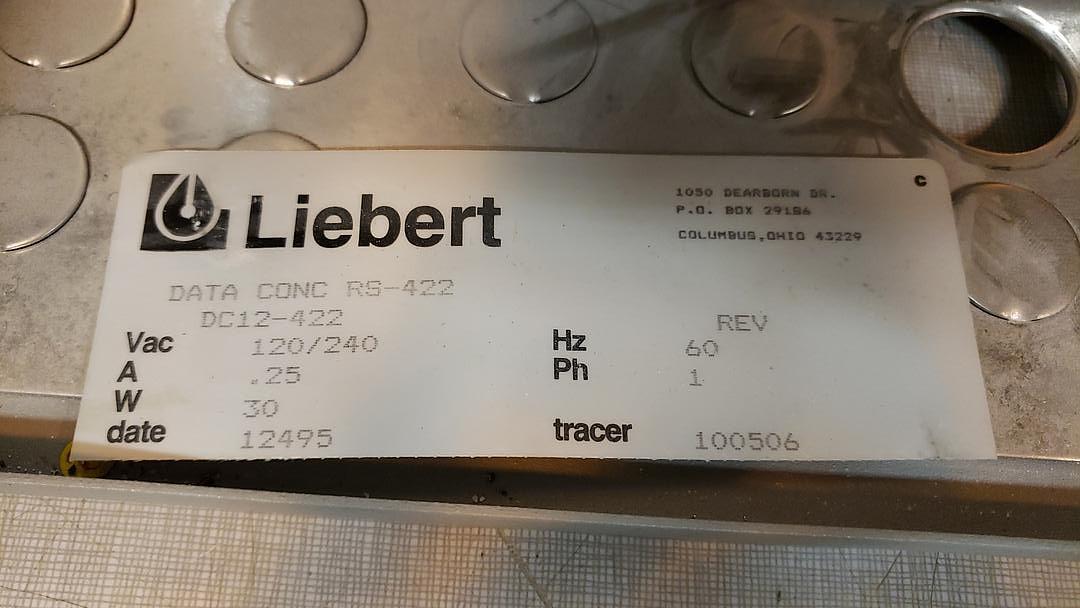 Liebert
C
1050 DEARBORN DR.
P.O. BOX 29186
COLUMBUS,OHIO 43229
DATA CONC RS-422
DC12-422 REV
Vac 120/240 Hz 60
A .25 Ph 1
W 30
date 12495 tracer 100506